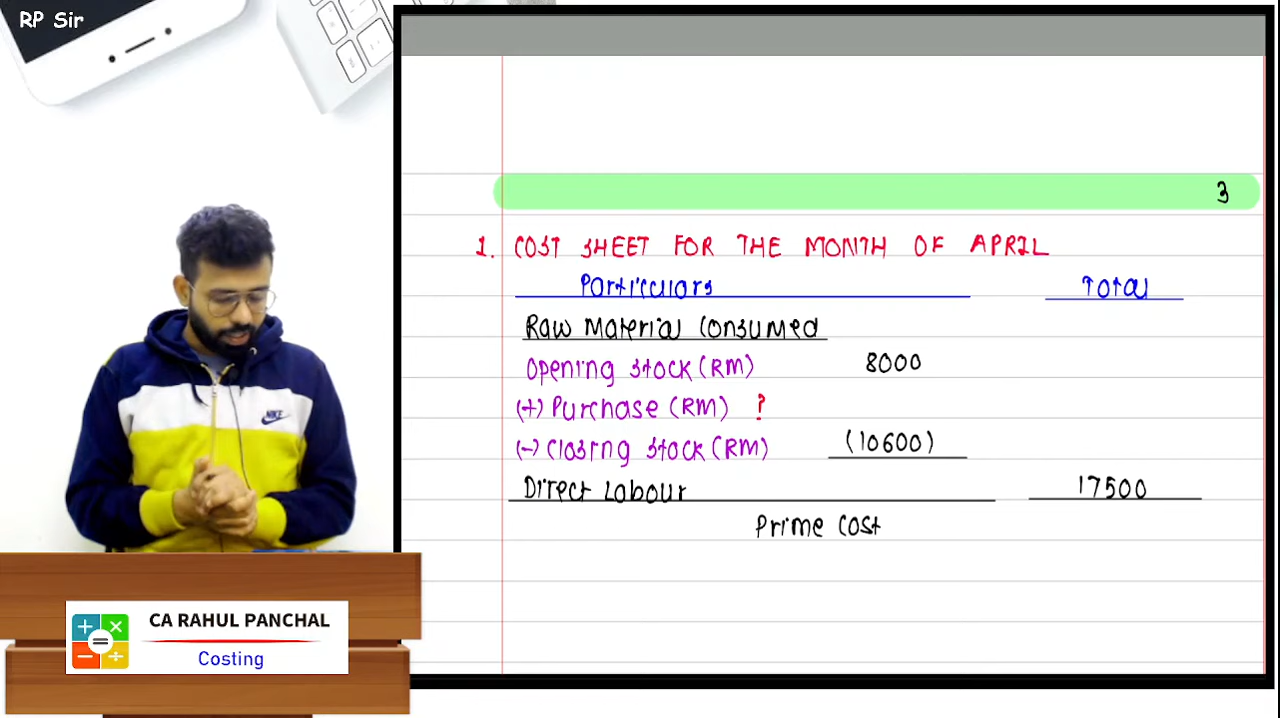 RP Sir
3
1. COST SHEET FOR THE MONTH OF APRIL
Particulars Total
Raw Material Consumed
Opening Stock (RM) 8000
(+) Purchase (RM) ?
(-) Closing Stock (RM) (10600)
Direct Labour 17500
Prime Cost
NIKE
CA RAHUL PANCHAL
Costing